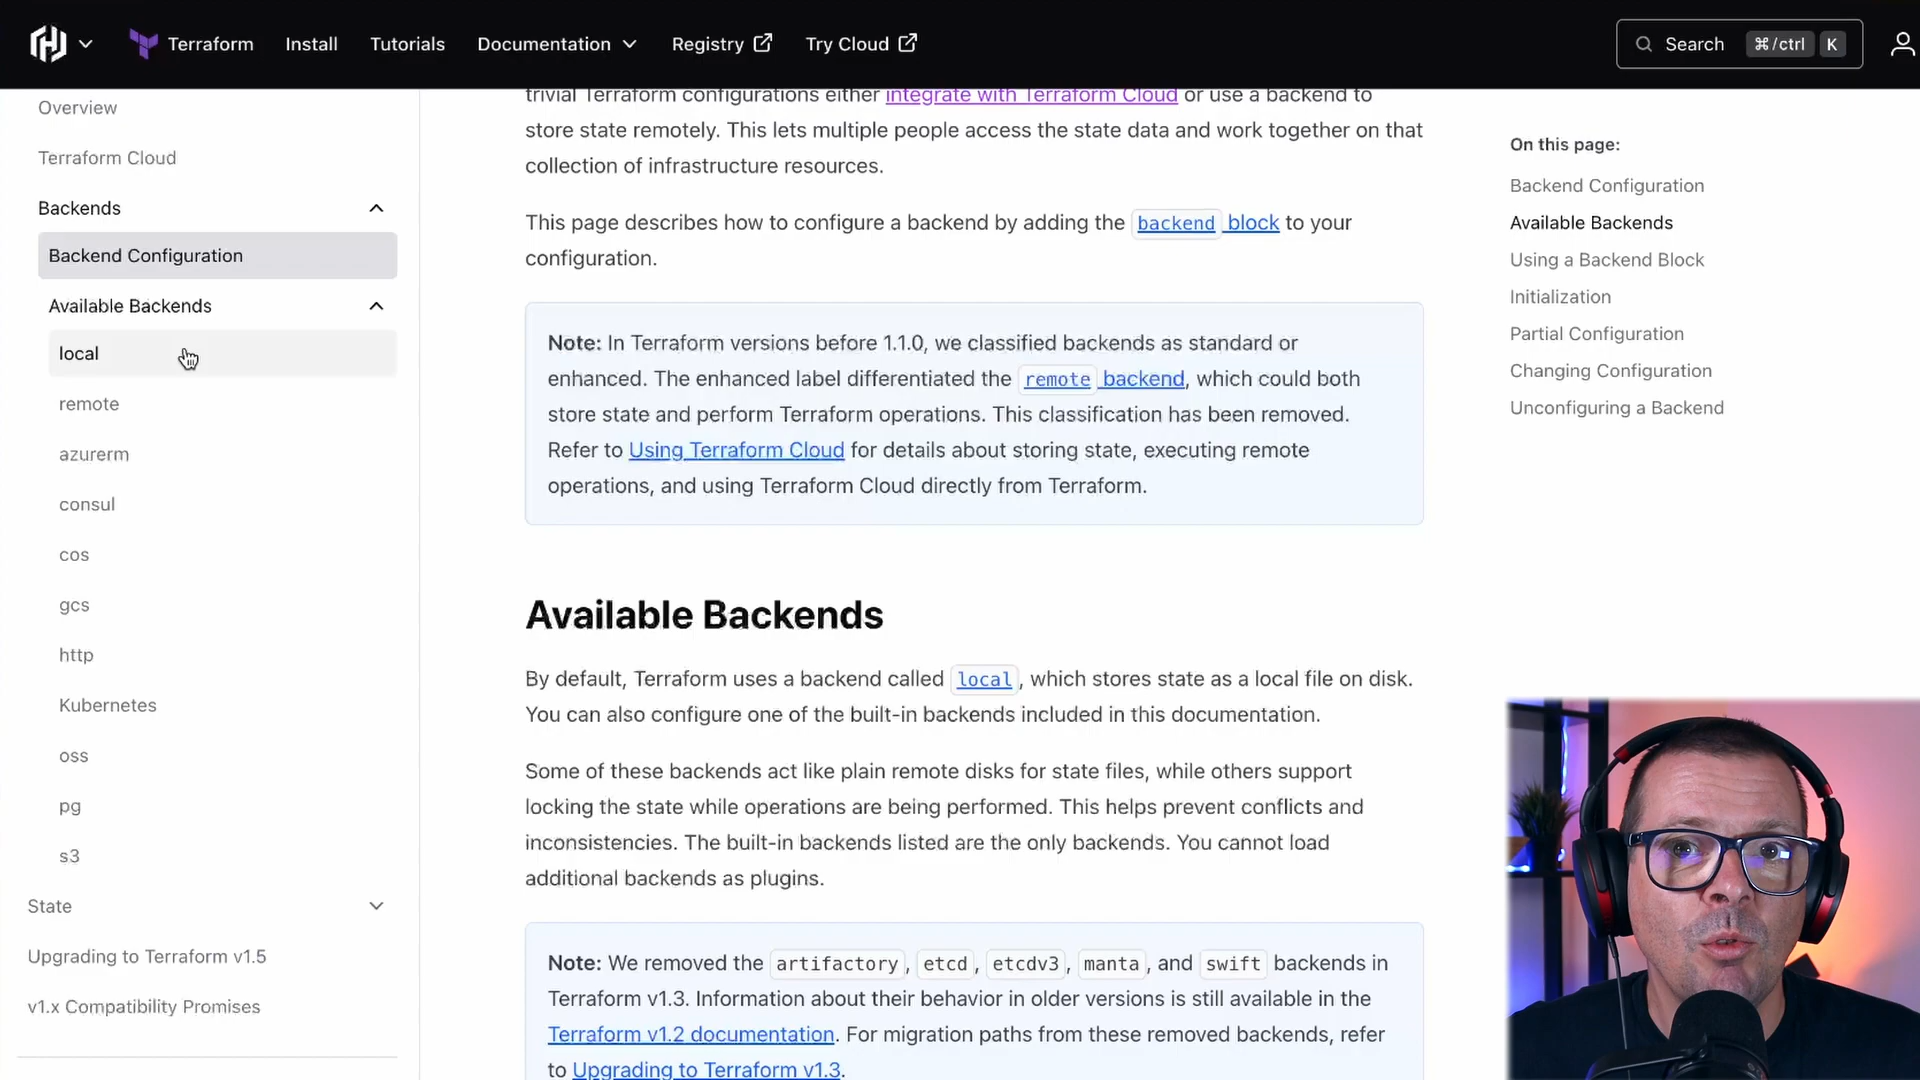 Terraform
Install
Tutorials
Documentation
Registry
Try Cloud
Search
⌘/ctrl
K
Overview
Terraform Cloud
Backends
Backend Configuration
Available Backends
local
remote
azurerm
consul
cos
gcs
http
Kubernetes
oss
pg
s3
State
Upgrading to Terraform v1.5
v1.x Compatibility Promises
trivial Terraform configurations either integrate with Terraform Cloud or use a backend to
store state remotely. This lets multiple people access the state data and work together on that
collection of infrastructure resources.
This page describes how to configure a backend by adding the backend block to your
configuration.
Note: In Terraform versions before 1.1.0, we classified backends as standard or
enhanced. The enhanced label differentiated the remote backend, which could both
store state and perform Terraform operations. This classification has been removed.
Refer to Using Terraform Cloud for details about storing state, executing remote
operations, and using Terraform Cloud directly from Terraform.
Available Backends
By default, Terraform uses a backend called local, which stores state as a local file on disk.
You can also configure one of the built-in backends included in this documentation.
Some of these backends act like plain remote disks for state files, while others support
locking the state while operations are being performed. This helps prevent conflicts and
inconsistencies. The built-in backends listed are the only backends. You cannot load
additional backends as plugins.
Note: We removed the artifactory, etcd, etcdv3, manta, and swift backends in
Terraform v1.3. Information about their behavior in older versions is still available in the
Terraform v1.2 documentation. For migration paths from these removed backends, refer
to Upgrading to Terraform v1.3.
On this page:
Backend Configuration
Available Backends
Using a Backend Block
Initialization
Partial Configuration
Changing Configuration
Unconfiguring a Backend